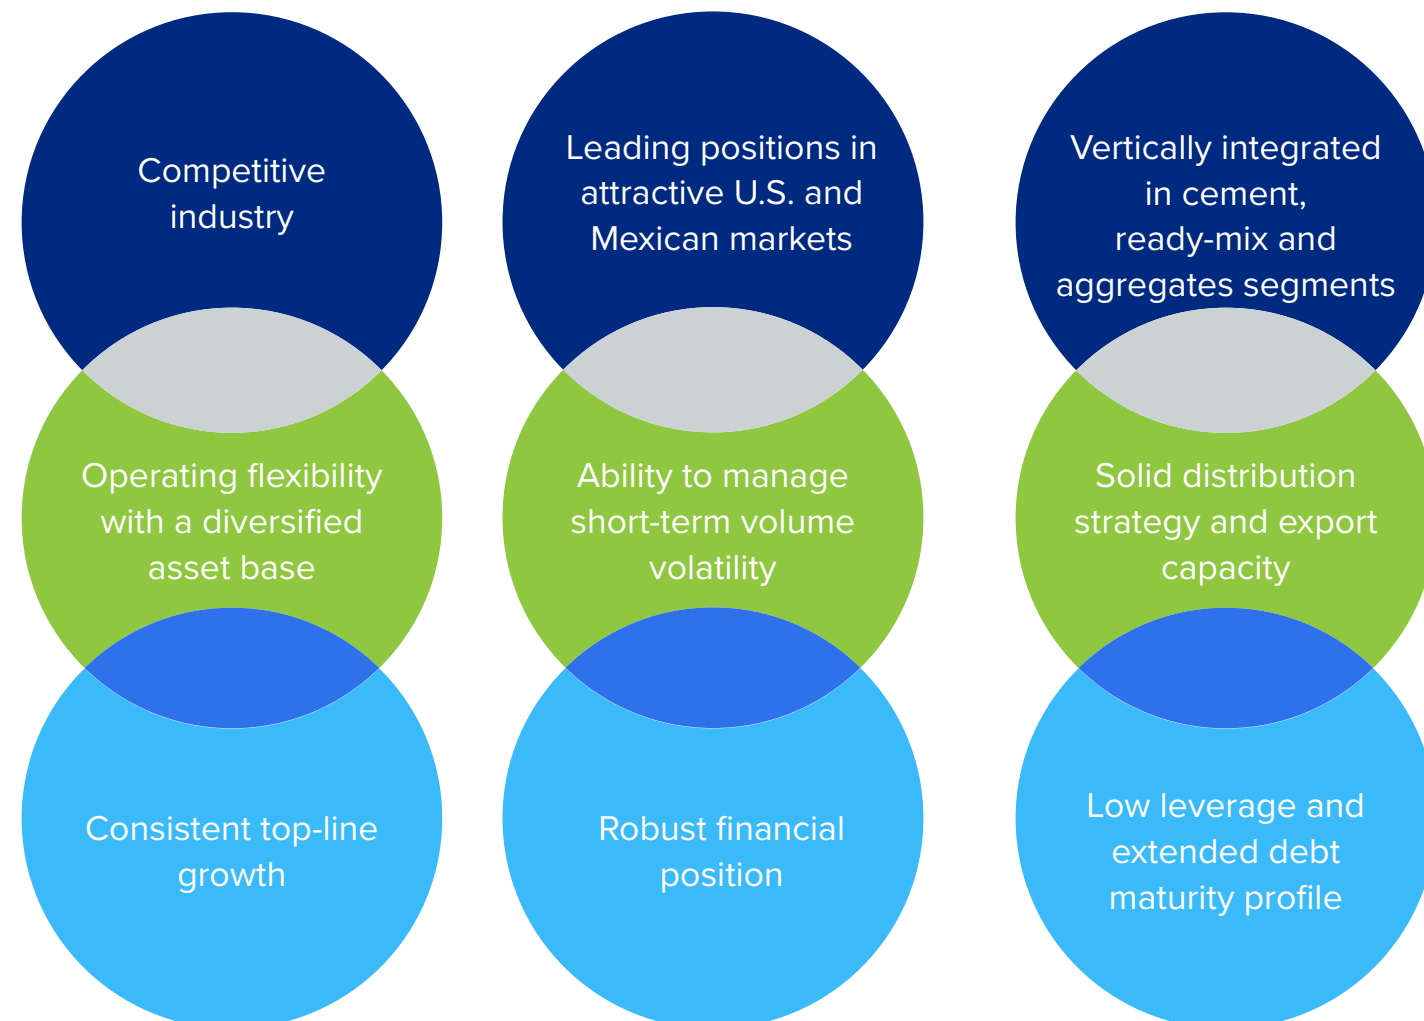 Competitive
industry
Leading positions in
attractive U.S. and
Mexican markets
Vertically integrated
in cement,
ready-mix and
aggregates segments
Operating flexibility
with a diversified
asset base
Ability to manage
short-term volume
volatility
Solid distribution
strategy and export
capacity
Consistent top-line
growth
Robust financial
position
Low leverage and
extended debt
maturity profile